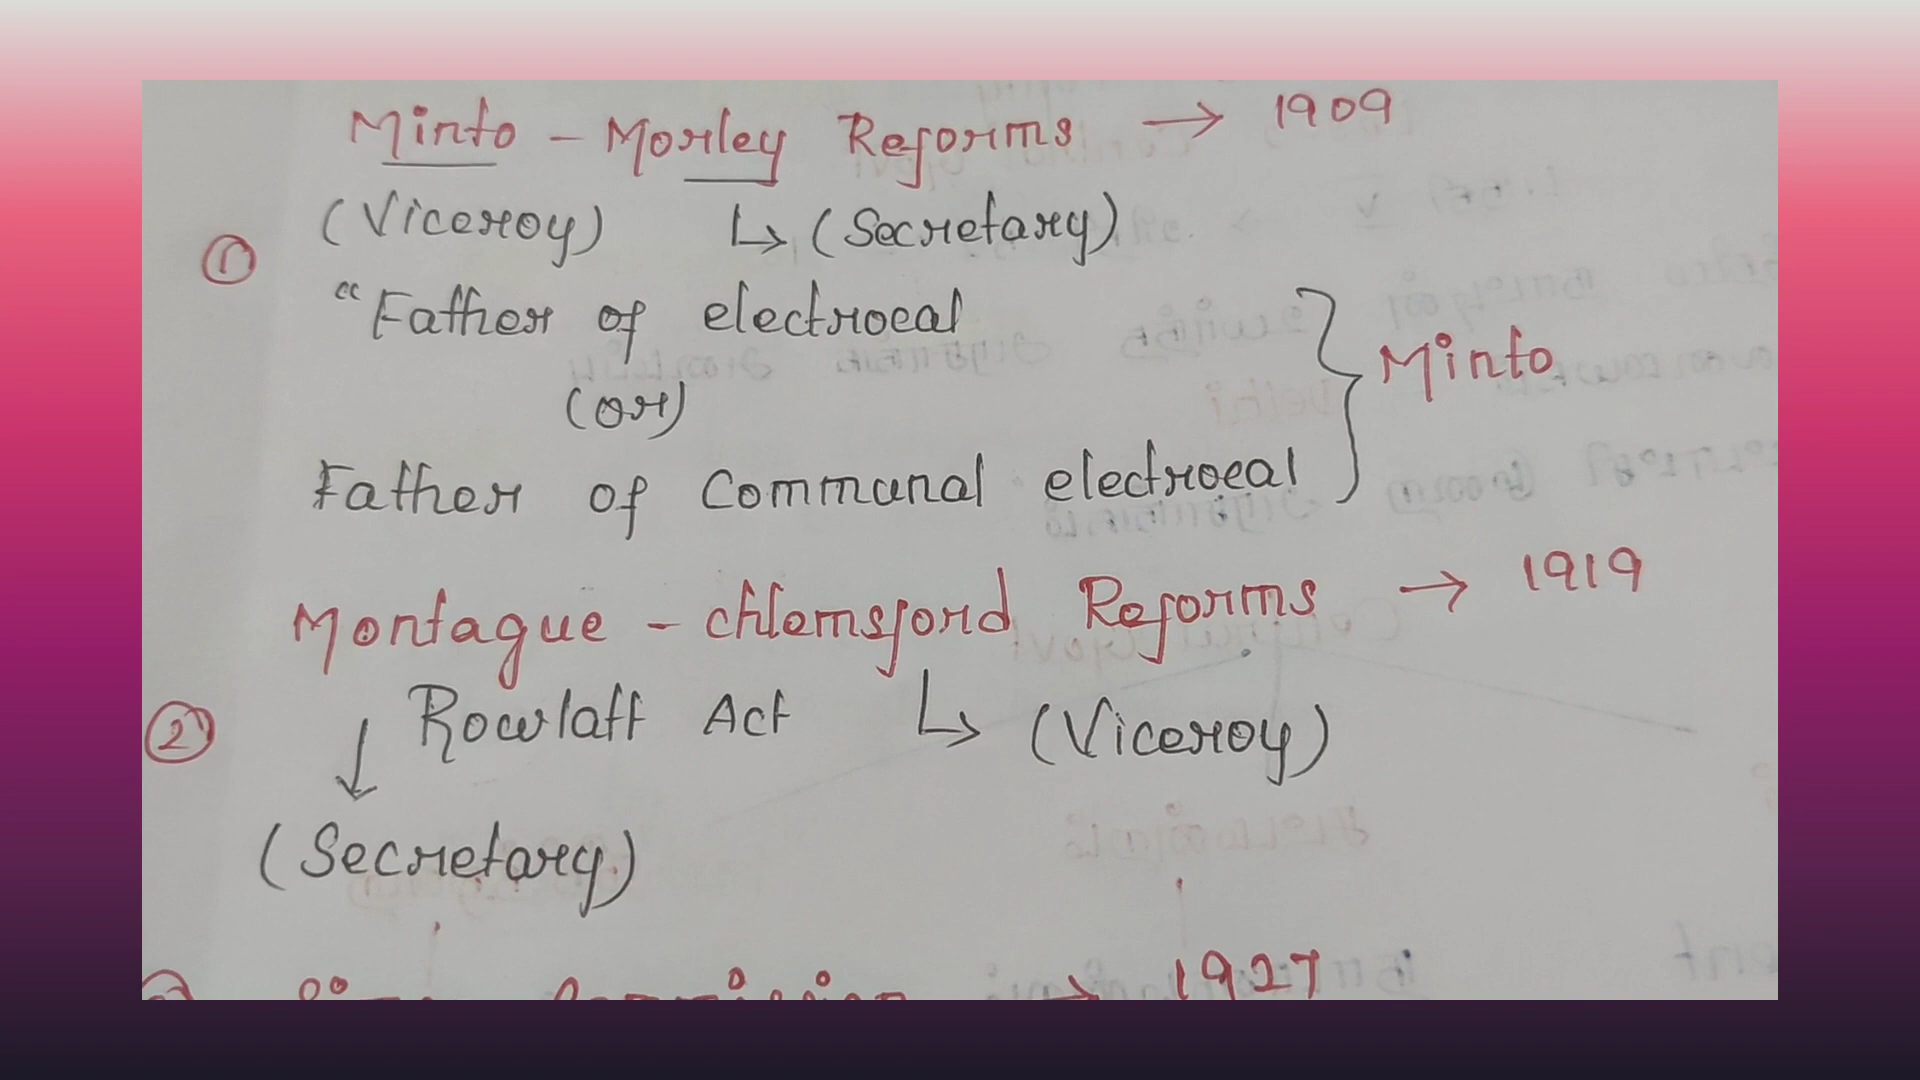 Minto - Morley Reforms → 1909
(Viceroy) ↳ (Secretary)
①
"Father of electroeal
(or)
Father of Communal electroeal } Minto
Montague - chlemsford Reforms → 1919
② ↓ Rowlatt Act ↳ (Viceroy)
(Secretary)
→ 1927